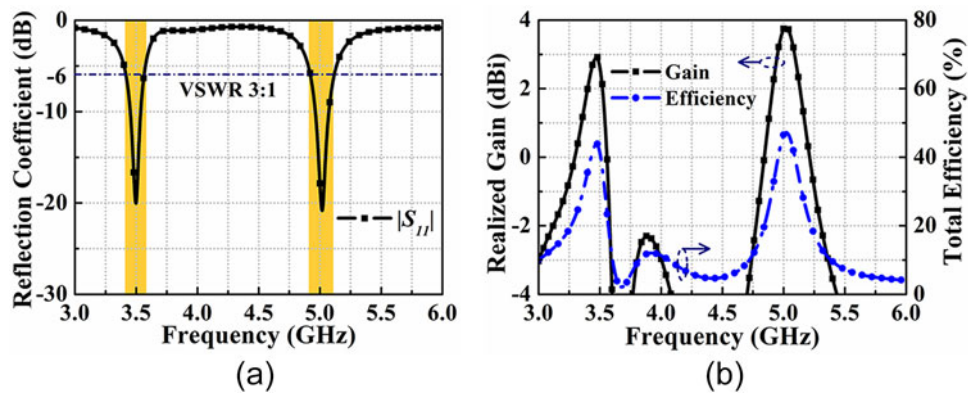 Reflection Coefficient (dB)
0
-5
-6
-10
-15
-20
-30
VSWR 3:1
|S11|
3.0 3.5 4.0 4.5 5.0 5.5 6.0
Frequency (GHz)
(a)
Realized Gain (dBi)
4
2
0
-2
-4
Gain
Efficiency
80
60
40
20
0
Total Efficiency (%)
3.0 3.5 4.0 4.5 5.0 5.5 6.0
Frequency (GHz)
(b)